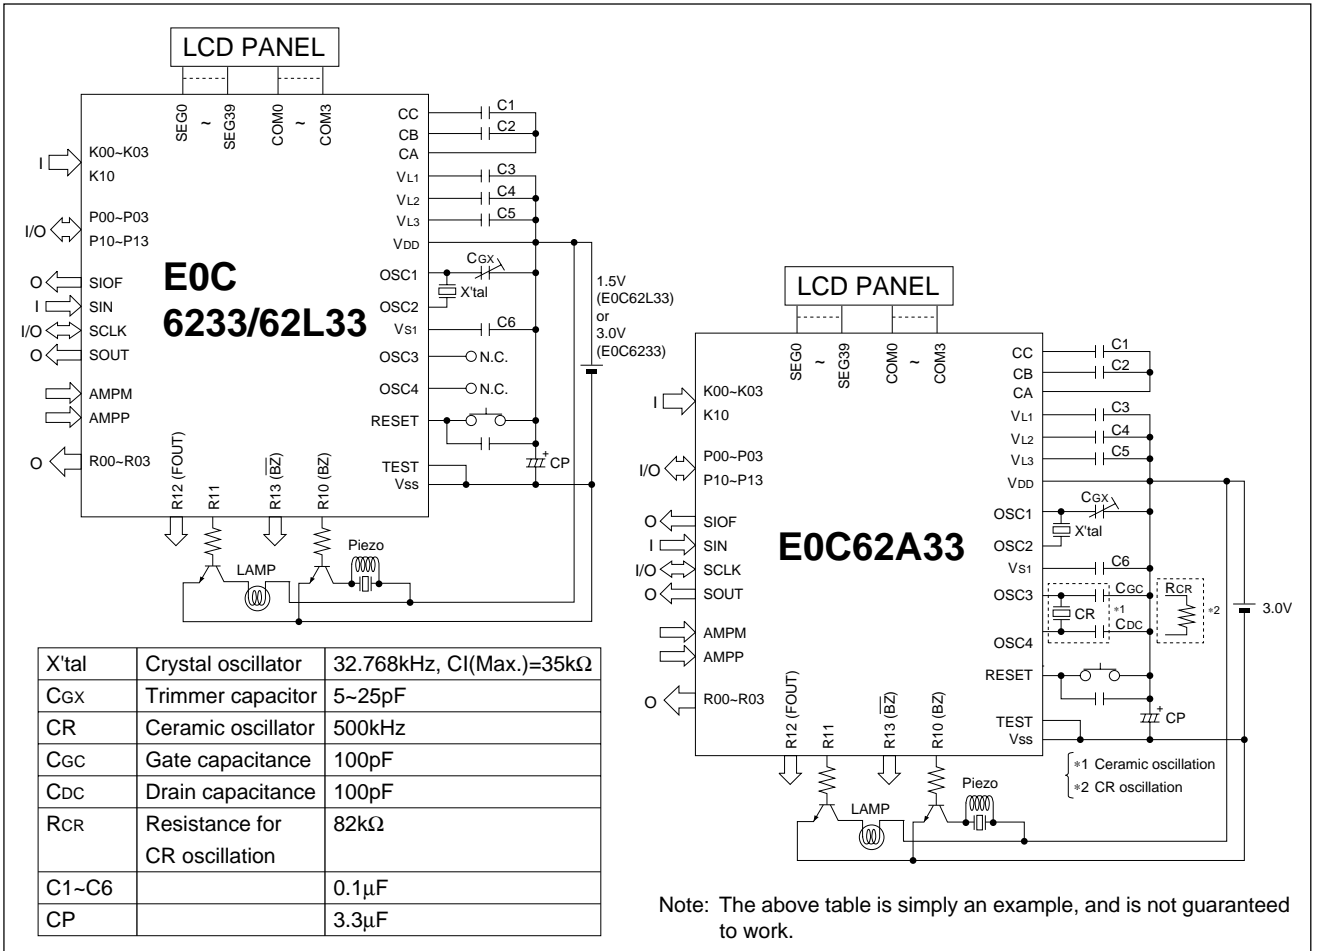 LCD PANEL
SEG0
~
SEG39
COM0
~
COM3
CC
C1
CB
C2
CA
VL1
C3
VL2
C4
VL3
C5
VDD
I
K00~K03
K10
I/O
P00~P03
P10~P13
O
SIOF
I
SIN
I/O
SCLK
O
SOUT
AMPM
AMPP
O
R00~R03
E0C
6233/62L33
OSC1
CGX
X'tal
OSC2
VS1
C6
OSC3
N.C.
OSC4
N.C.
RESET
TEST
+
CP
Vss
1.5V
(E0C62L33)
or
3.0V
(E0C6233)
R12 (FOUT)
R11
R13 (BZ)
R10 (BZ)
LAMP
Piezo
LCD PANEL
SEG0
~
SEG39
COM0
~
COM3
CC
C1
CB
C2
CA
VL1
C3
VL2
C4
VL3
C5
VDD
I
K00~K03
K10
I/O
P00~P03
P10~P13
O
SIOF
I
SIN
I/O
SCLK
O
SOUT
AMPM
AMPP
O
R00~R03
E0C62A33
OSC1
CGX
X'tal
OSC2
VS1
C6
OSC3
CGC
CR
*1
CDC
OSC4
RCR
*2
3.0V
RESET
TEST
+
CP
Vss
*1 Ceramic oscillation
*2 CR oscillation
R12 (FOUT)
R11
R13 (BZ)
R10 (BZ)
LAMP
Piezo
X'tal Crystal oscillator 32.768kHz, CI(Max.)=35kΩ
CGX Trimmer capacitor 5~25pF
CR Ceramic oscillator 500kHz
CGC Gate capacitance 100pF
CDC Drain capacitance 100pF
RCR Resistance for 82kΩ
CR oscillation
C1~C6 0.1µF
CP 3.3µF
Note: The above table is simply an example, and is not guaranteed
to work.